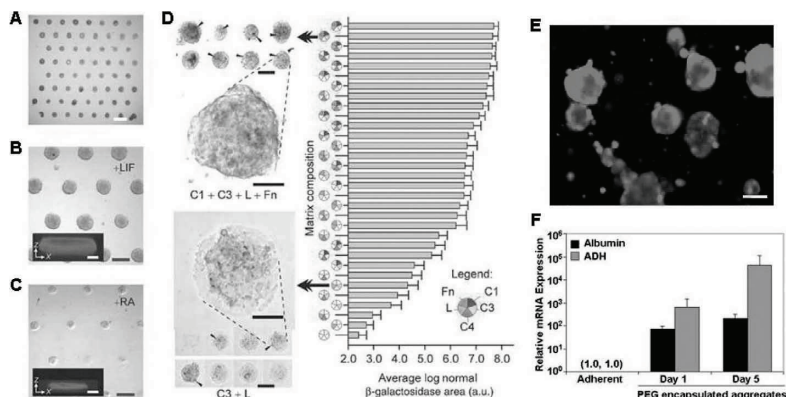 A
B
+LIF
Z
X
C
+RA
Z
X
D
C1 + C3 + L + Fn
C3 + L
Matrix composition
Legend:
Fn
C1
L
C3
C4
2.0 3.0 4.0 5.0 6.0 7.0 8.0
Average log normal
β-galactosidase area (a.u.)
E
F
Relative mRNA Expression
10⁶
10⁵
10⁴
10³
10²
10¹
10⁰
Albumin
ADH
(1.0, 1.0)
Adherent
Day 1
Day 5
PEG encapsulated aggregates